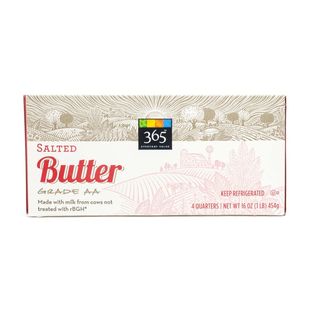 365
EVERYDAY VALUE
SALTED
Butter
GRADE AA
Made with milk from cows not
treated with rBGH*
KEEP REFRIGERATED
4 QUARTERS | NET WT 16 OZ (1 LB) 454g